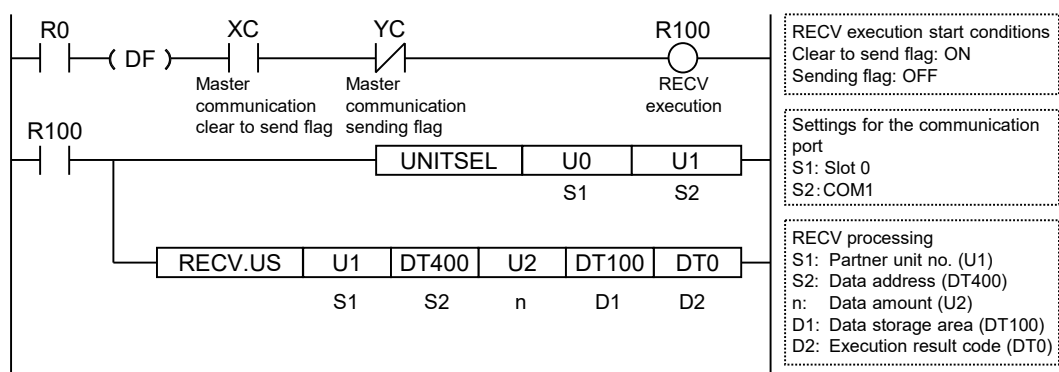 R0
( DF )
XC
YC
R100
Master
communication
clear to send flag
Master
communication
sending flag
RECV
execution
RECV execution start conditions
Clear to send flag: ON
Sending flag: OFF
R100
UNITSEL U0 U1
S1 S2
Settings for the communication
port
S1: Slot 0
S2:COM1
RECV.US U1 DT400 U2 DT100 DT0
S1 S2 n D1 D2
RECV processing
S1: Partner unit no. (U1)
S2: Data address (DT400)
n: Data amount (U2)
D1: Data storage area (DT100)
D2: Execution result code (DT0)